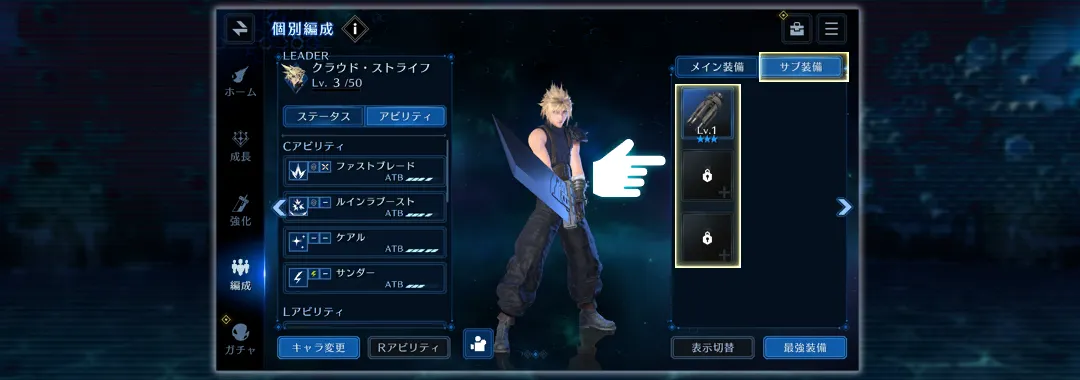 個別編成
i
LEADER
クラウド・ストライフ
Lv. 3 /50
ステータス
アビリティ
Cアビリティ
ファストブレード
ATB
ルインラブースト
ATB
ケアル
ATB
サンダー
ATB
Lアビリティ
キャラ変更
Rアビリティ
ホーム
成長
強化
編成
ガチャ
メイン装備
サブ装備
Lv.1
表示切替
最強装備